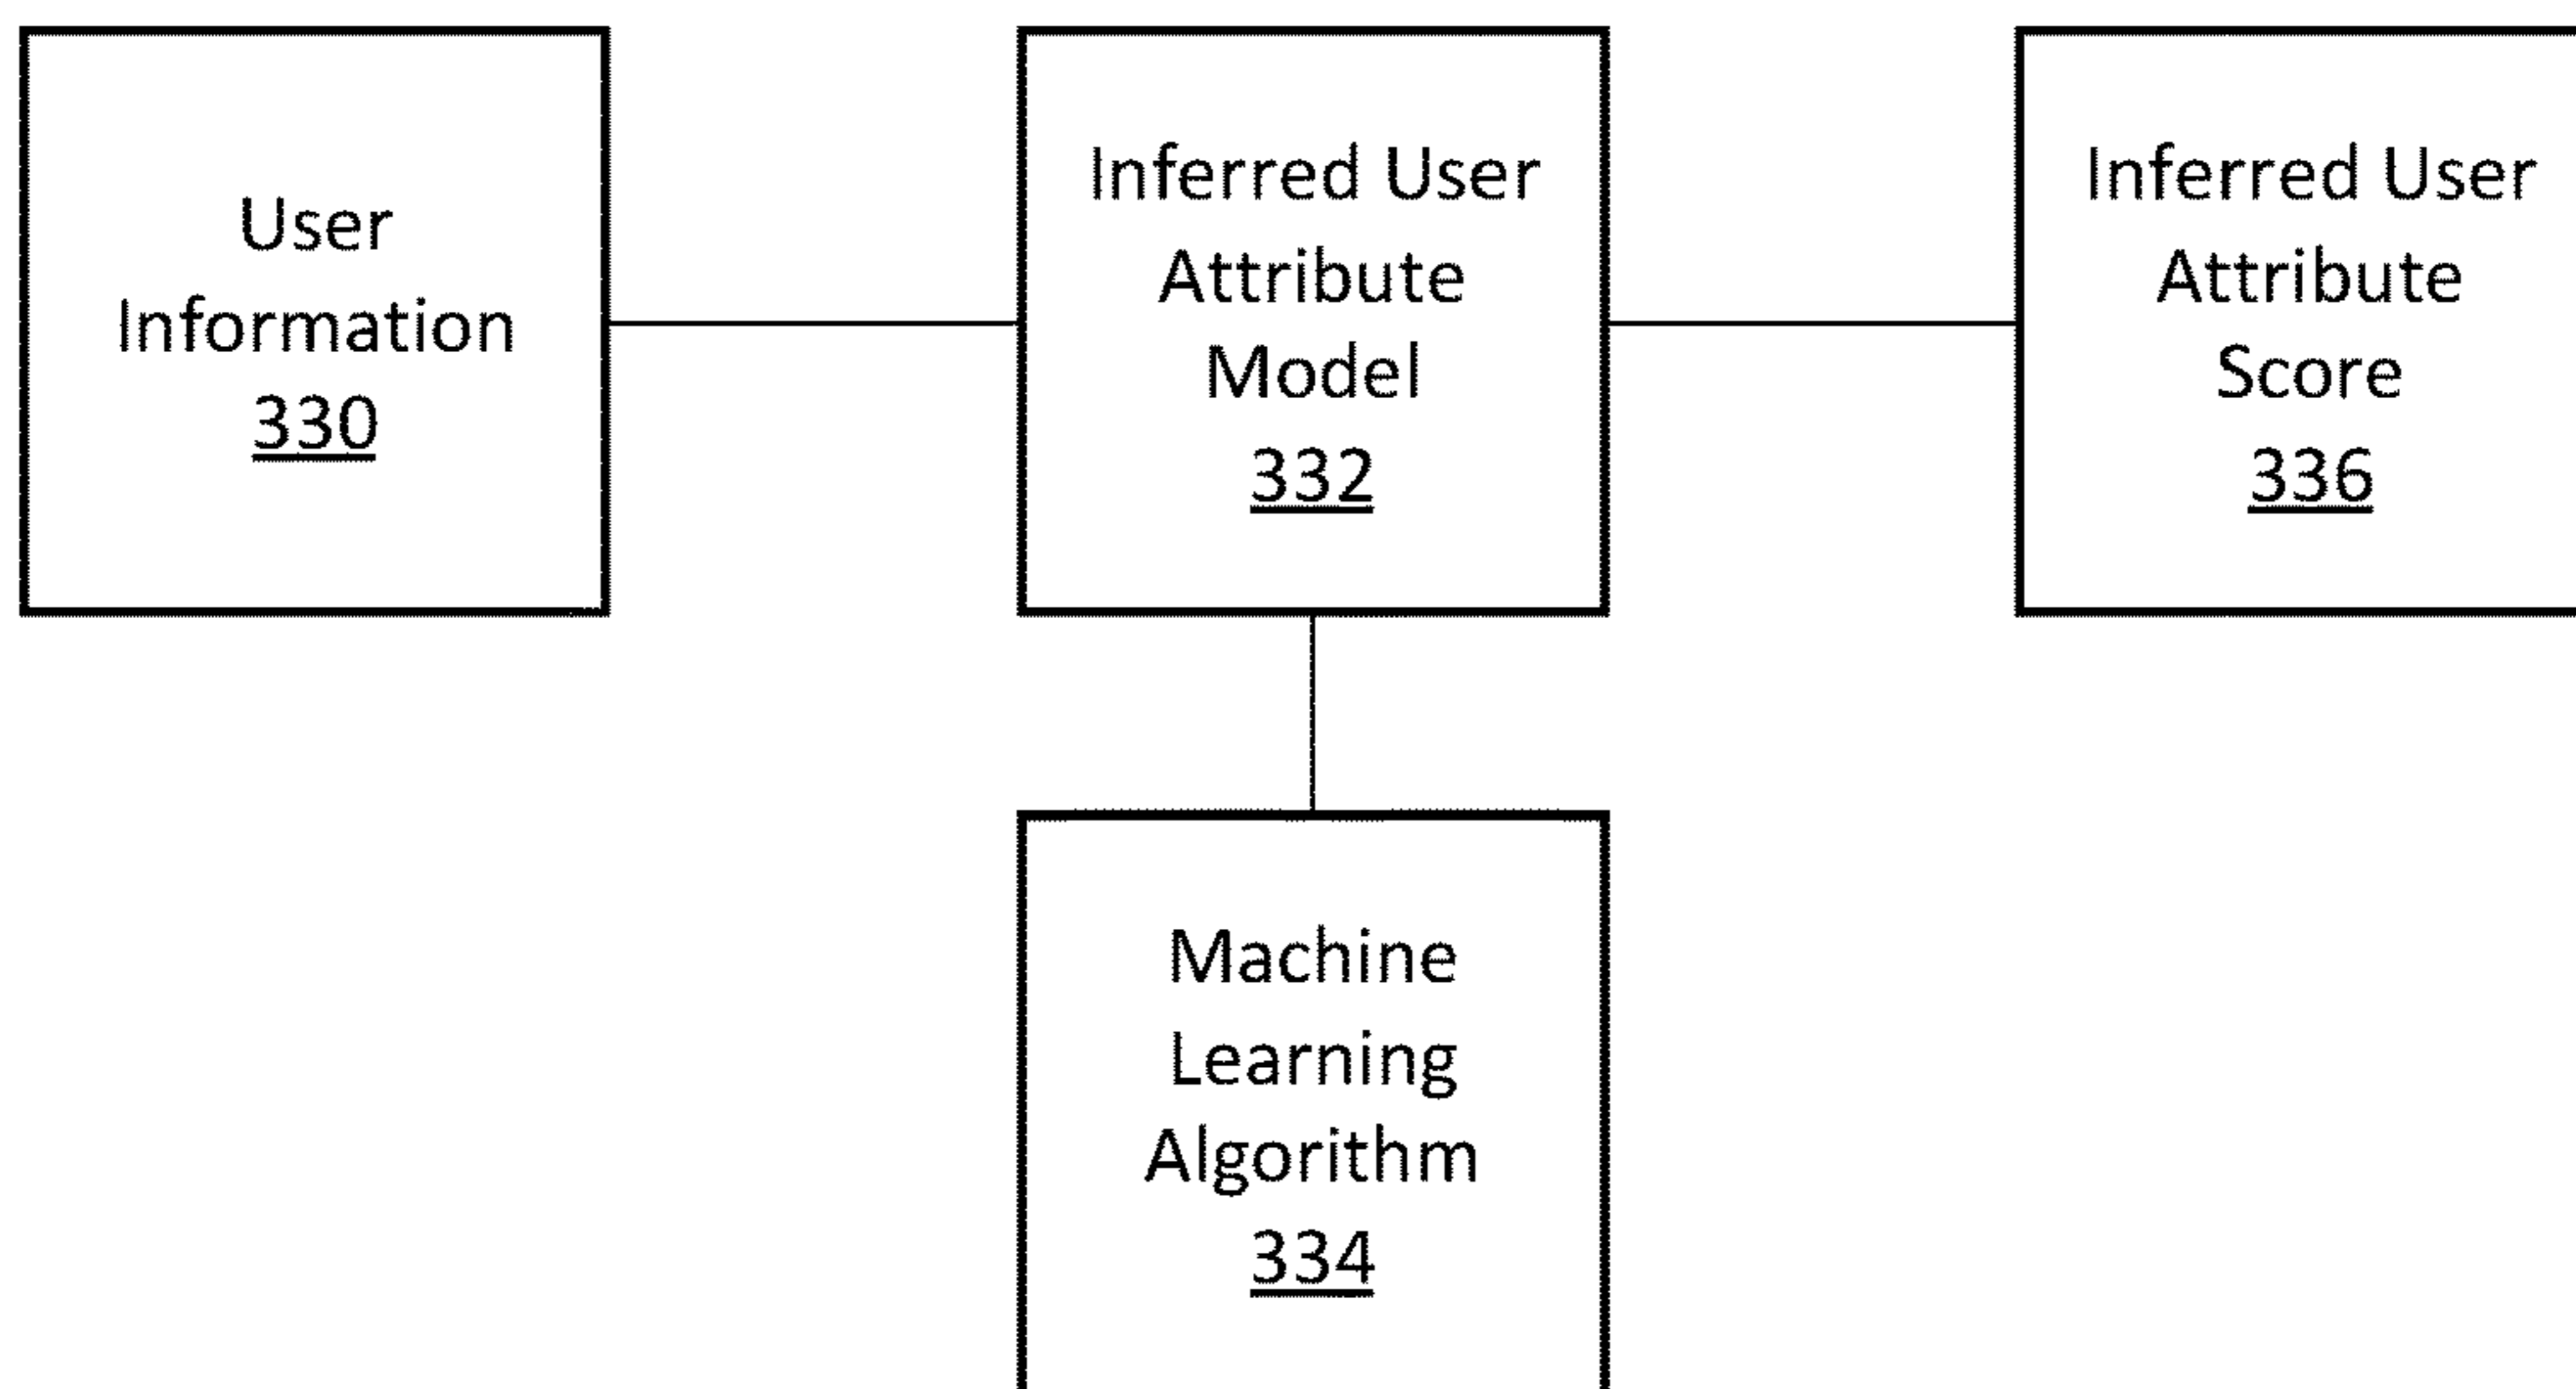 User
Information
330
Inferred User
Attribute
Model
332
Inferred User
Attribute
Score
336
Machine
Learning
Algorithm
334